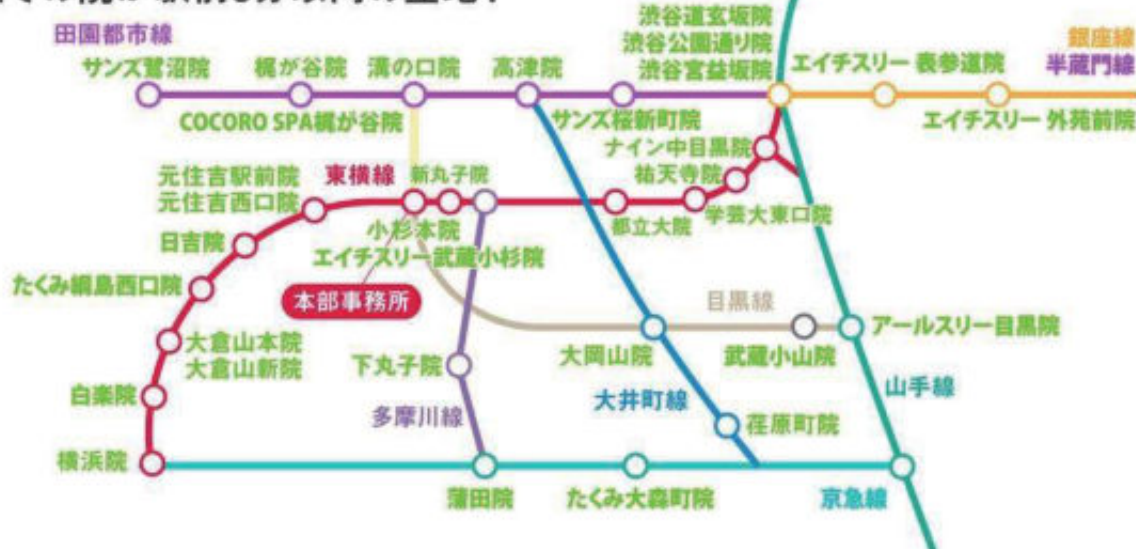 渋谷道玄坂院
田園都市線
渋谷公園通り院
銀座線
サンズ鷺沼院
梶が谷院
溝の口院
高津院
渋谷宮益坂院
エイチスリー 表参道院
半蔵門線
COCORO SPA梶が谷院
サンズ桜新町院
エイチスリー 外苑前院
ナイン中目黒院
元住吉駅前院
東横線
新丸子院
祐天寺院
元住吉西口院
学芸大東口院
小杉本院
都立大院
日吉院
エイチスリー武蔵小杉院
たくみ綱島西口院
本部事務所
目黒線
アールスリー目黒院
大倉山本院
大倉山新院
下丸子院
大岡山院
武蔵小山院
白楽院
大井町線
山手線
多摩川線
荏原町院
横浜院
蒲田院
たくみ大森町院
京急線